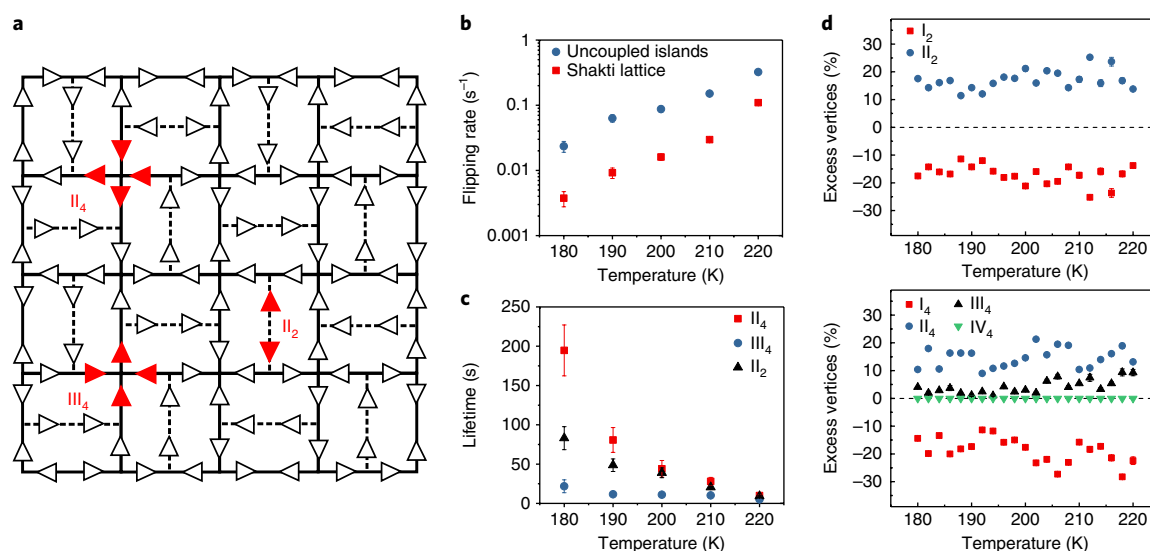 a
II4
II2
III4
b
Flipping rate (s−1)
1
0.1
0.01
0.001
Uncoupled islands
Shakti lattice
180 190 200 210 220
Temperature (K)
c
Lifetime (s)
250
200
150
100
50
0
II4
III4
II2
180 190 200 210 220
Temperature (K)
d
Excess vertices (%)
30
20
10
0
−10
−20
−30
I2
II2
180 190 200 210 220
Temperature (K)
Excess vertices (%)
30
20
10
0
−10
−20
−30
I4 III4
II4 IV4
180 190 200 210 220
Temperature (K)